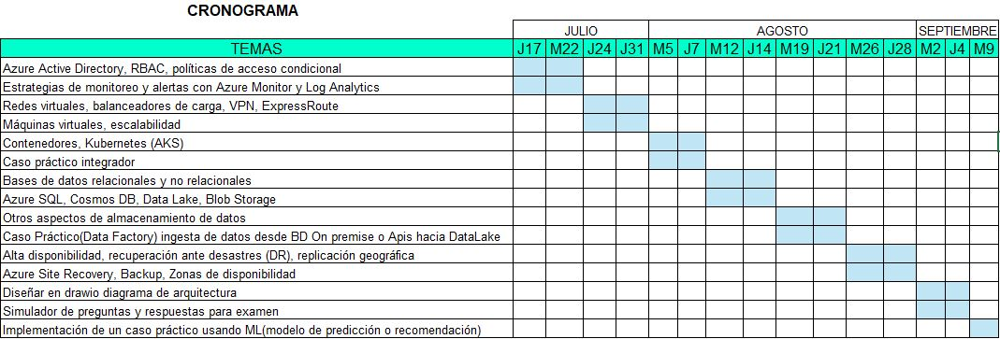 CRONOGRAMA
JULIO AGOSTO SEPTIEMBRE
TEMAS J17 M22 J24 J31 M5 J7 M12 J14 M19 J21 M26 J28 M2 J4 M9
Azure Active Directory, RBAC, políticas de acceso condicional
Estrategias de monitoreo y alertas con Azure Monitor y Log Analytics
Redes virtuales, balanceadores de carga, VPN, ExpressRoute
Máquinas virtuales, escalabilidad
Contenedores, Kubernetes (AKS)
Caso práctico integrador
Bases de datos relacionales y no relacionales
Azure SQL, Cosmos DB, Data Lake, Blob Storage
Otros aspectos de almacenamiento de datos
Caso Práctico(Data Factory) ingesta de datos desde BD On premise o Apis hacia DataLake
Alta disponibilidad, recuperación ante desastres (DR), replicación geográfica
Azure Site Recovery, Backup, Zonas de disponibilidad
Diseñar en drawio diagrama de arquitectura
Simulador de preguntas y respuestas para examen
Implementación de un caso práctico usando ML(modelo de predicción o recomendación)